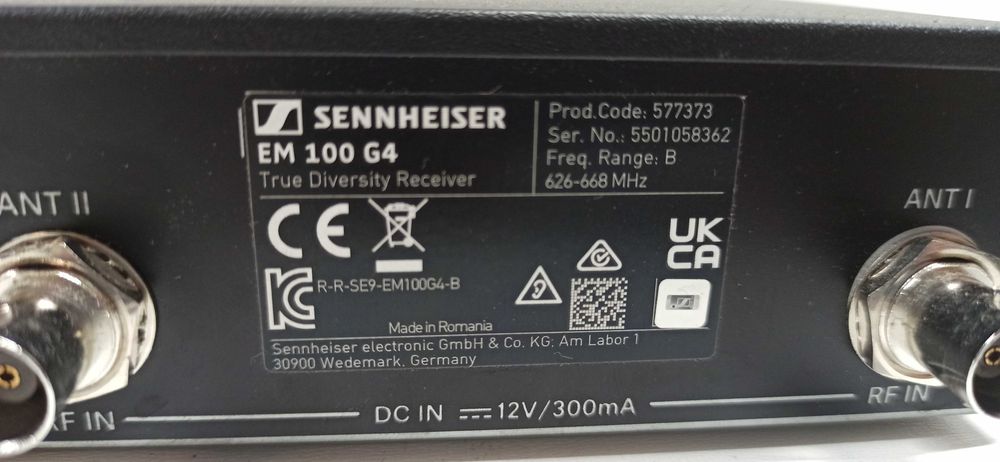 SENNHEISER
EM 100 G4
True Diversity Receiver
Prod.Code: 577373
Ser. No.: 5501058362
Freq. Range: B
626-668 MHz
ANT II
ANT I
CE
UK
CA
KC
R-R-SE9-EM100G4-B
Made in Romania
Sennheiser electronic GmbH & Co. KG; Am Labor 1
30900 Wedemark, Germany
RF IN
DC IN 12V/300mA
RF IN